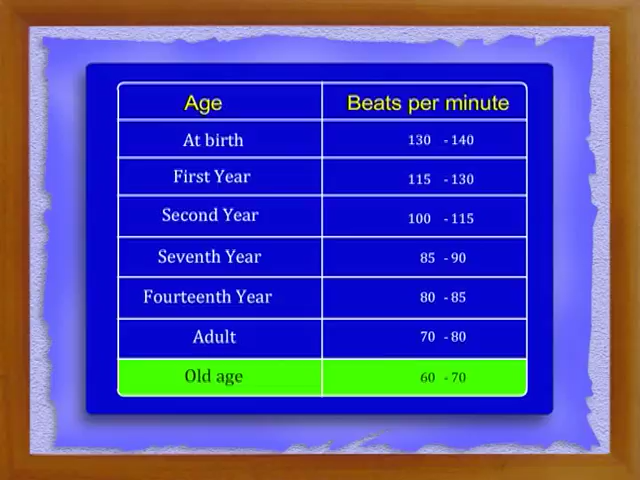 Age Beats per minute
At birth 130 - 140
First Year 115 - 130
Second Year 100 - 115
Seventh Year 85 - 90
Fourteenth Year 80 - 85
Adult 70 - 80
Old age 60 - 70